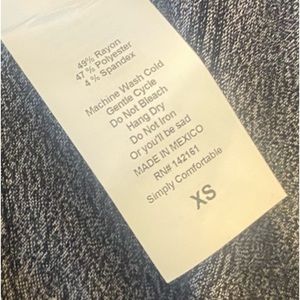 49% Rayon
47% Polyester
4% Spandex
Machine Wash Cold
Gentle Cycle
Do Not Bleach
Hang Dry
Do Not Iron
Or you'll be sad
MADE IN MEXICO
RN# 142161
Simply Comfortable
XS